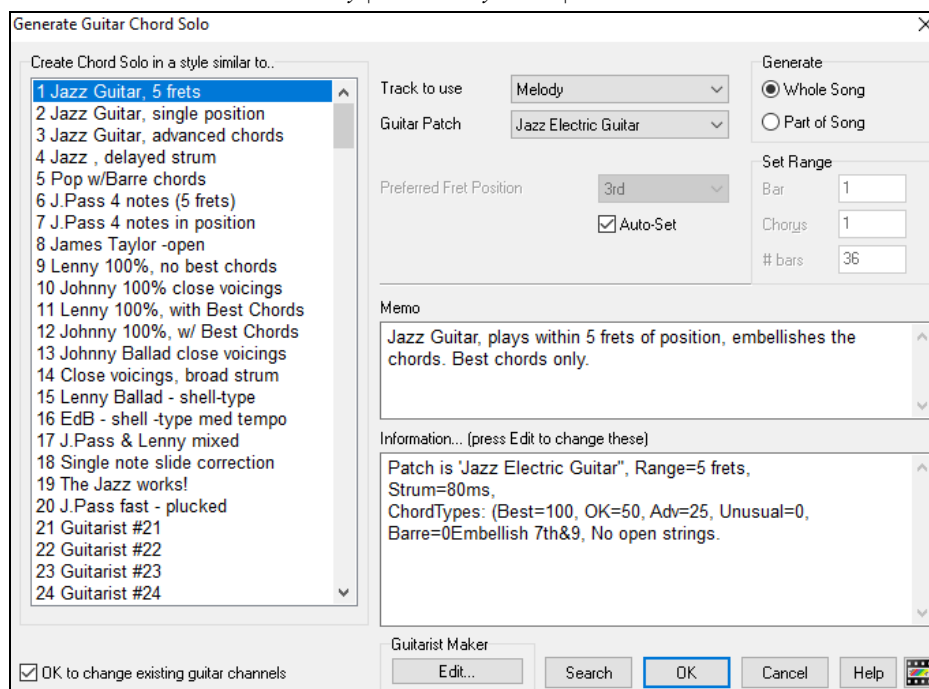 Generate Guitar Chord Solo
Create Chord Solo in a style similar to..
1 Jazz Guitar, 5 frets
2 Jazz Guitar, single position
3 Jazz Guitar, advanced chords
4 Jazz , delayed strum
5 Pop w/Barre chords
6 J.Pass 4 notes (5 frets)
7 J.Pass 4 notes in position
8 James Taylor -open
9 Lenny 100%, no best chords
10 Johnny 100% close voicings
11 Lenny 100%, with Best Chords
12 Johnny 100%, w/ Best Chords
13 Johnny Ballad close voicings
14 Close voicings, broad strum
15 Lenny Ballad - shell-type
16 EdB - shell -type med tempo
17 J.Pass & Lenny mixed
18 Single note slide correction
19 The Jazz works!
20 J.Pass fast - plucked
21 Guitarist #21
22 Guitarist #22
23 Guitarist #23
24 Guitarist #24
OK to change existing guitar channels
Track to use
Melody
Guitar Patch
Jazz Electric Guitar
Preferred Fret Position
3rd
Auto-Set
Generate
Whole Song
Part of Song
Set Range
Bar
1
Chorus
1
# bars
36
Memo
Jazz Guitar, plays within 5 frets of position, embellishes the
chords. Best chords only.
Information... (press Edit to change these)
Patch is 'Jazz Electric Guitar", Range=5 frets,
Strum=80ms,
ChordTypes: (Best=100, OK=50, Adv=25, Unusual=0,
Barre=0Embellish 7th&9, No open strings.
Guitarist Maker
Edit...
Search
OK
Cancel
Help